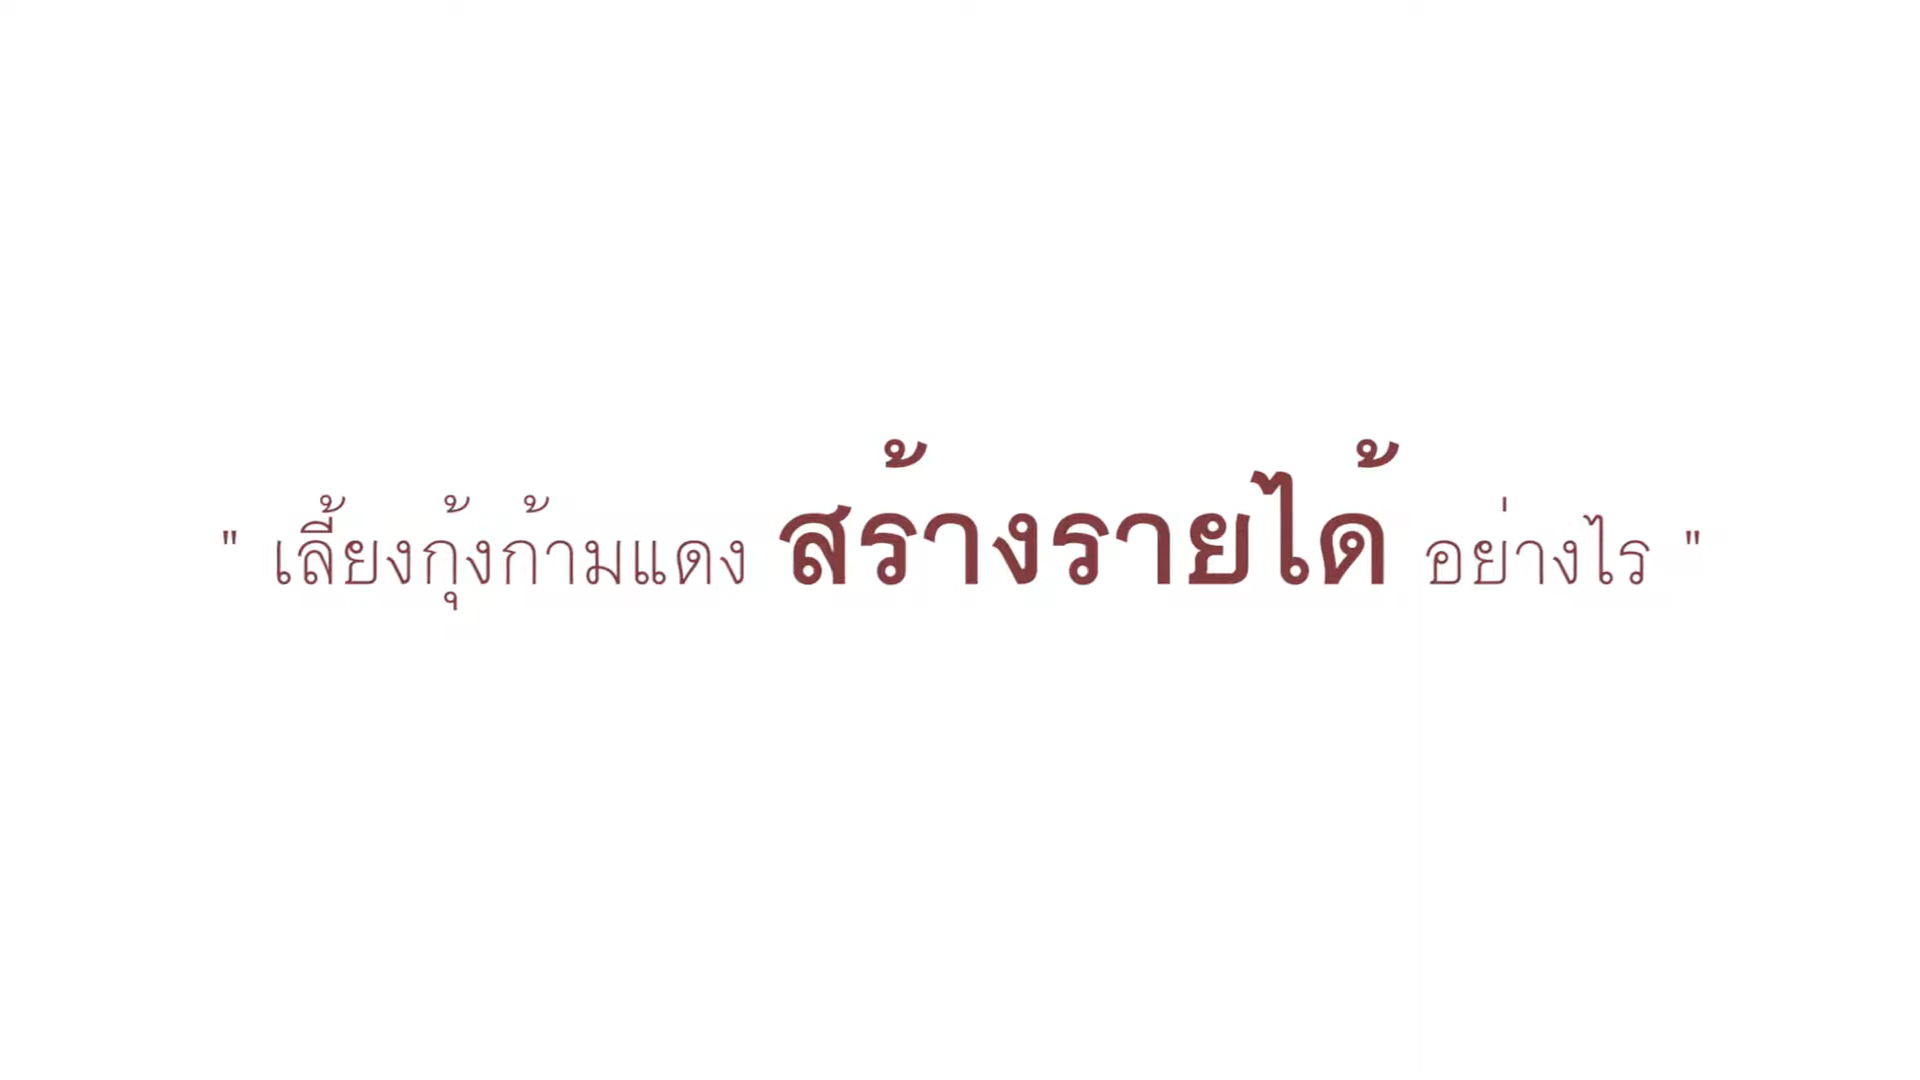 " เลี้ยงกุ้งก้ามแดง สร้างรายได้ อย่างไร "